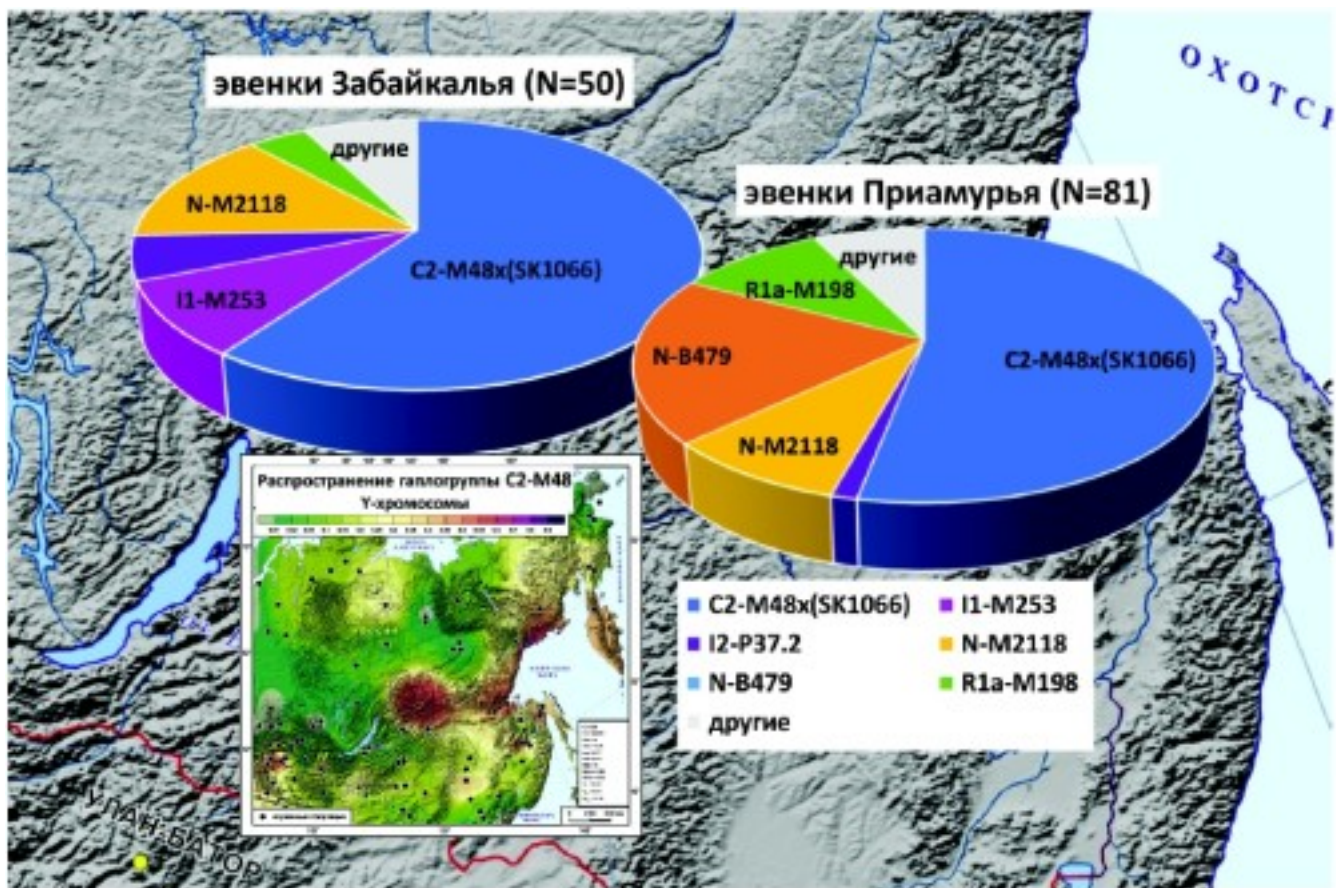 ОХОТСК
эвенки Забайкалья (N=50)
другие
N-M2118
C2-M48x(SK1066)
I1-M253
эвенки Приамурья (N=81)
другие
R1a-M198
N-B479
C2-M48x(SK1066)
N-M2118
Распространение гаплогруппы C2-M48
Y-хромосомы
C2-M48x(SK1066)
I1-M253
I2-P37.2
N-M2118
N-B479
R1a-M198
другие
УЛАН-БАТОР